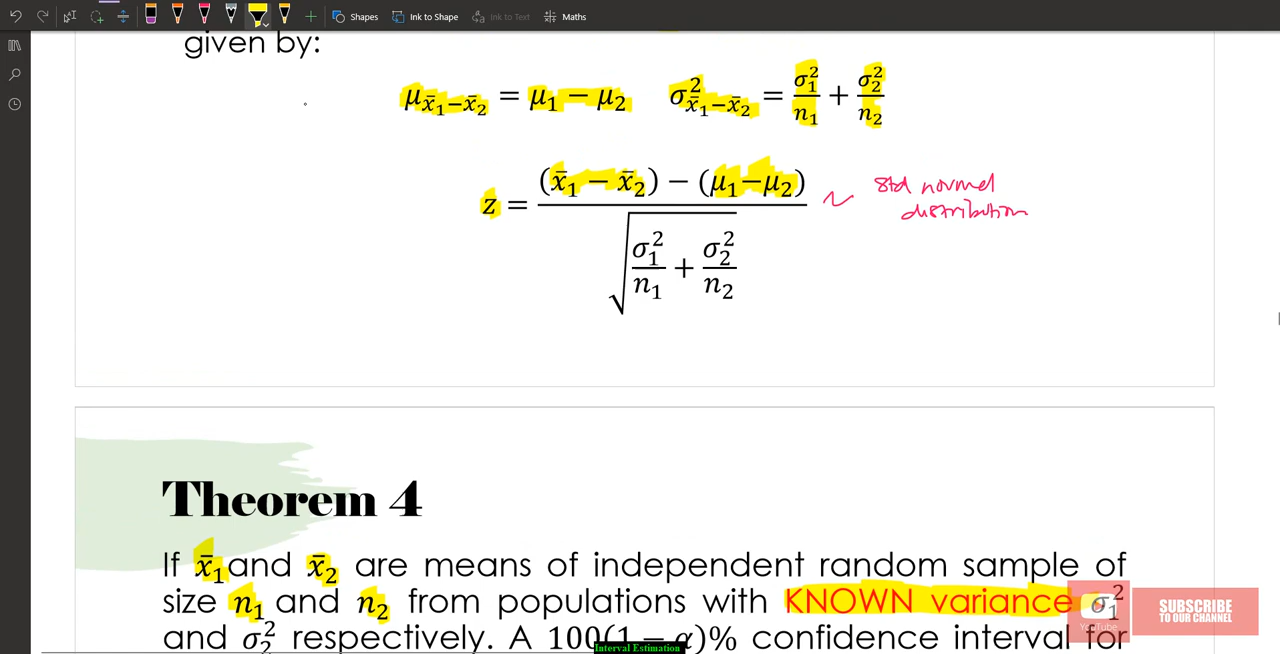 Shapes Ink to Shape Ink to Text Maths
given by:
μx̄₁−x̄₂ = μ₁ − μ₂ σ²x̄₁−x̄₂ = σ₁²/n₁ + σ₂²/n₂
z = (x̄₁ − x̄₂) − (μ₁−μ₂) / √(σ₁²/n₁ + σ₂²/n₂) ~ std normal
distribution
Theorem 4
If x̄₁ and x̄₂ are means of independent random sample of
size n₁ and n₂ from populations with KNOWN variance σ₁²
and σ₂² respectively. A 100(1 − α)% confidence interval for
Interval Estimation
YouTube
SUBSCRIBE
TO OUR CHANNEL